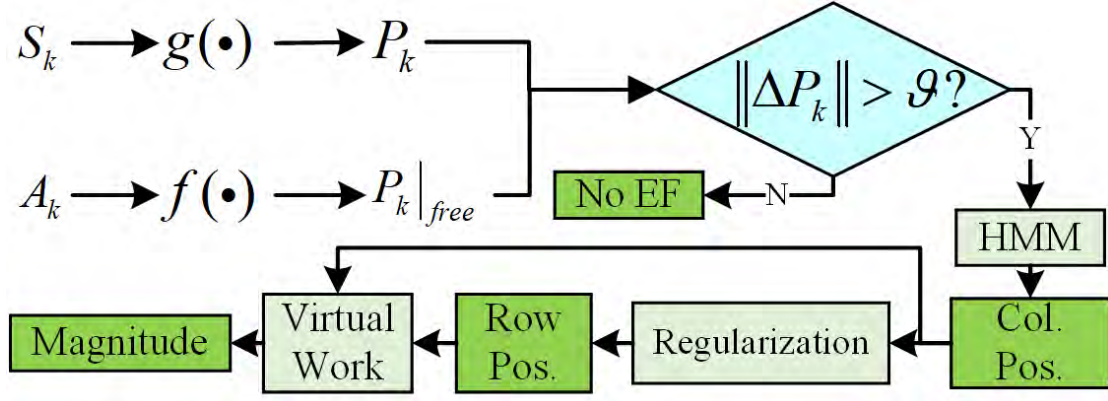 S_k g(•) P_k
‖ΔP_k‖ > ϑ?
Y
A_k f(•) P_k|_free
No EF
N
HMM
Magnitude
Virtual
Work
Row
Pos.
Regularization
Col.
Pos.